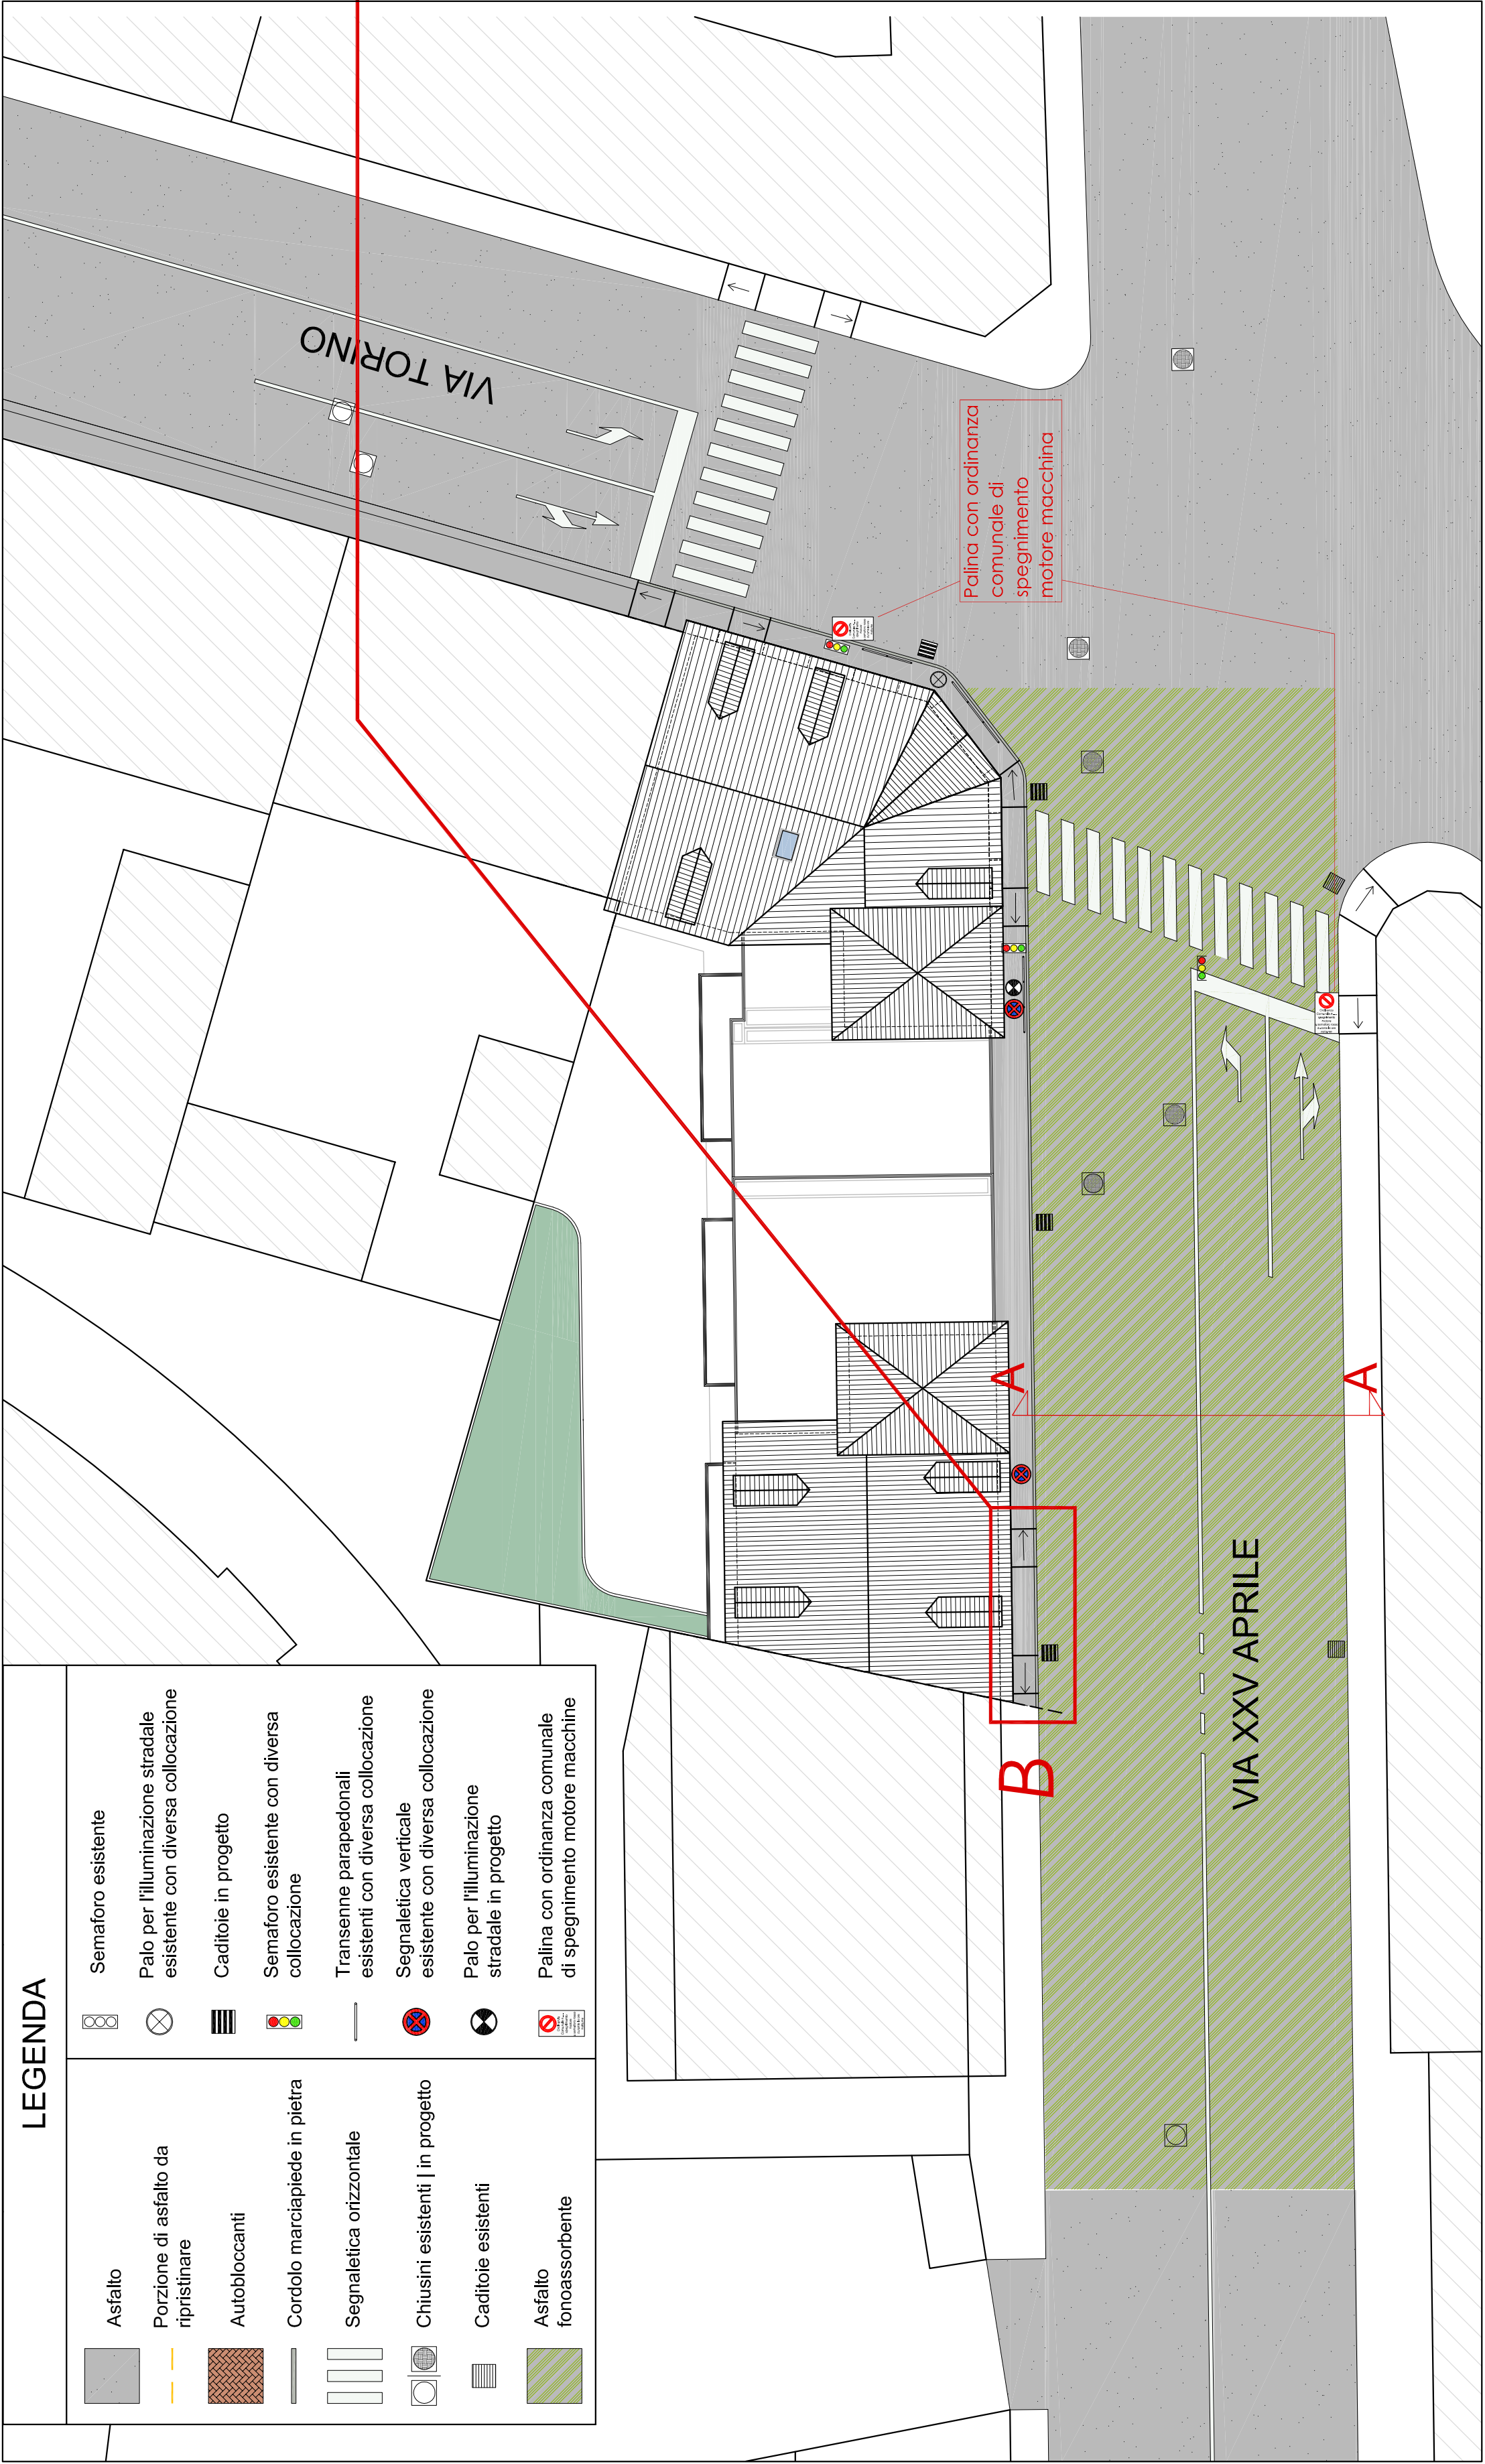 LEGENDA
Asfalto
Porzione di asfalto da
ripristinare
Autobloccanti
Cordolo marciapiede in pietra
Segnaletica orizzontale
Chiusini esistenti | in progetto
Caditoie esistenti
Asfalto
fonoassorbente
Semaforo esistente
Palo per l'illuminazione stradale
esistente con diversa collocazione
Caditoie in progetto
Semaforo esistente con diversa
collocazione
Transenne parapedonali
esistenti con diversa collocazione
Segnaletica verticale
esistente con diversa collocazione
Palo per l'illuminazione
stradale in progetto
Palina con ordinanza comunale
di spegnimento motore macchine
VIA TORINO
Palina con ordinanza
comunale di
spegnimento
motore macchina
A
A
B
VIA XXV APRILE